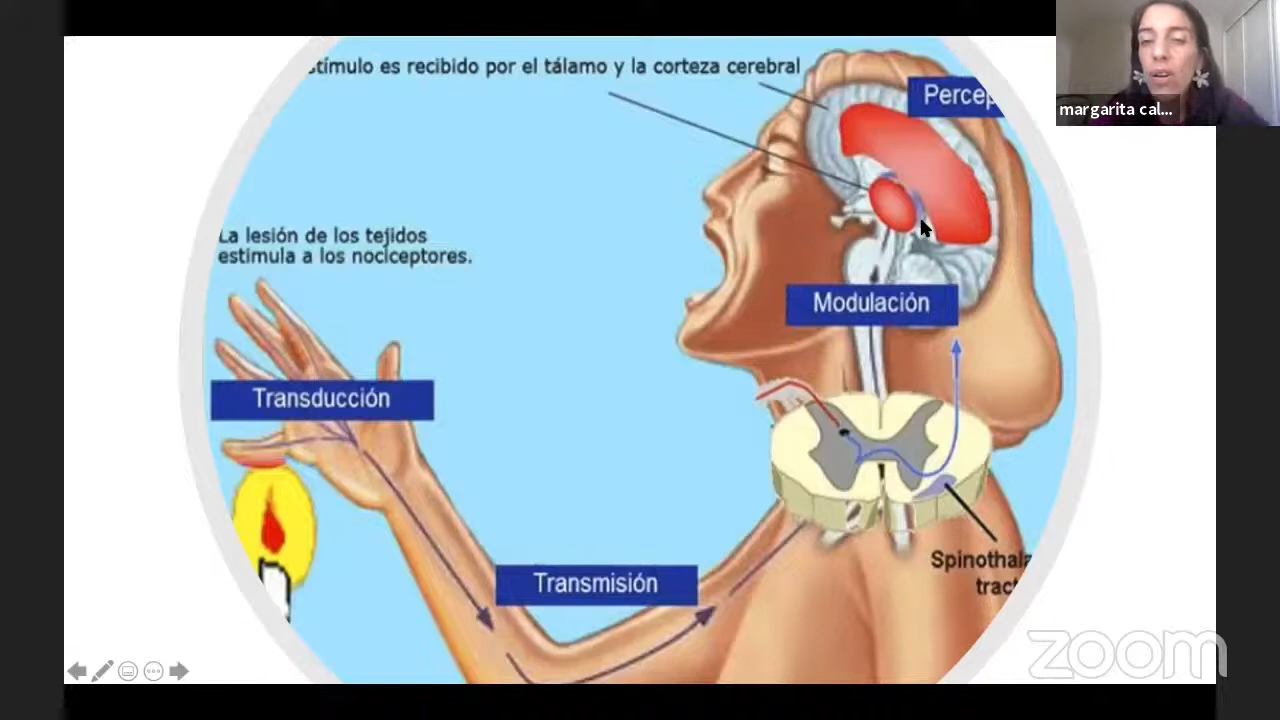 estímulo es recibido por el tálamo y la corteza cerebral
Percep
margarita cal...
La lesión de los tejidos
estimula a los nociceptores.
Modulación
Transducción
Transmisión
Spinothala
tract
zoom